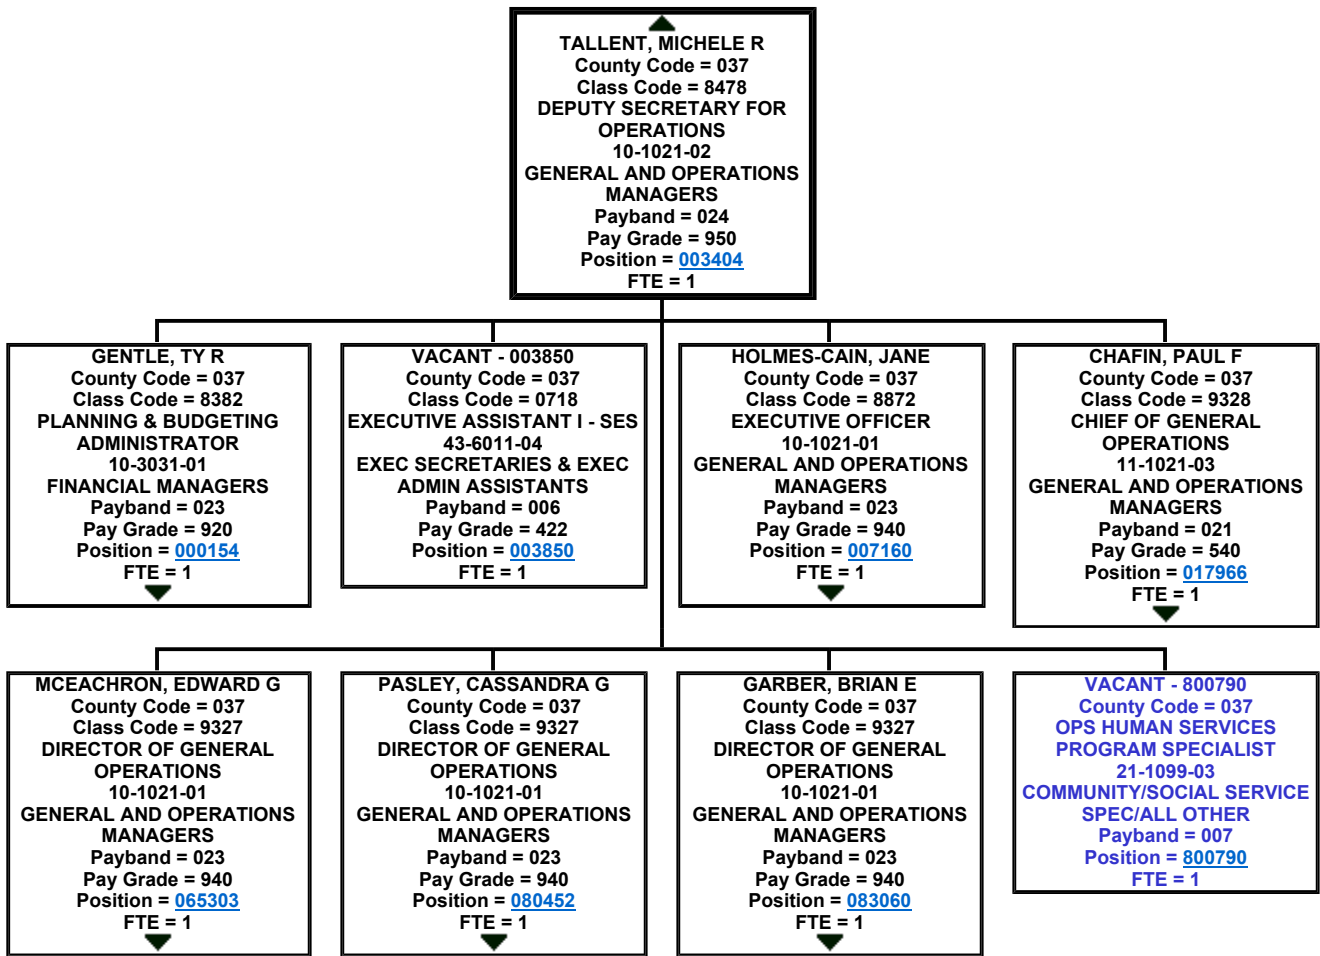 TALLENT, MICHELE R
County Code = 037
Class Code = 8478
DEPUTY SECRETARY FOR
OPERATIONS
10-1021-02
GENERAL AND OPERATIONS
MANAGERS
Payband = 024
Pay Grade = 950
Position = 003404
FTE = 1
GENTLE, TY R
County Code = 037
Class Code = 8382
PLANNING & BUDGETING
ADMINISTRATOR
10-3031-01
FINANCIAL MANAGERS
Payband = 023
Pay Grade = 920
Position = 000154
FTE = 1
VACANT - 003850
County Code = 037
Class Code = 0718
EXECUTIVE ASSISTANT I - SES
43-6011-04
EXEC SECRETARIES & EXEC
ADMIN ASSISTANTS
Payband = 006
Pay Grade = 422
Position = 003850
FTE = 1
HOLMES-CAIN, JANE
County Code = 037
Class Code = 8872
EXECUTIVE OFFICER
10-1021-01
GENERAL AND OPERATIONS
MANAGERS
Payband = 023
Pay Grade = 940
Position = 007160
FTE = 1
CHAFIN, PAUL F
County Code = 037
Class Code = 9328
CHIEF OF GENERAL
OPERATIONS
11-1021-03
GENERAL AND OPERATIONS
MANAGERS
Payband = 021
Pay Grade = 540
Position = 017966
FTE = 1
MCEACHRON, EDWARD G
County Code = 037
Class Code = 9327
DIRECTOR OF GENERAL
OPERATIONS
10-1021-01
GENERAL AND OPERATIONS
MANAGERS
Payband = 023
Pay Grade = 940
Position = 065303
FTE = 1
PASLEY, CASSANDRA G
County Code = 037
Class Code = 9327
DIRECTOR OF GENERAL
OPERATIONS
10-1021-01
GENERAL AND OPERATIONS
MANAGERS
Payband = 023
Pay Grade = 940
Position = 080452
FTE = 1
GARBER, BRIAN E
County Code = 037
Class Code = 9327
DIRECTOR OF GENERAL
OPERATIONS
10-1021-01
GENERAL AND OPERATIONS
MANAGERS
Payband = 023
Pay Grade = 940
Position = 083060
FTE = 1
VACANT - 800790
County Code = 037
OPS HUMAN SERVICES
PROGRAM SPECIALIST
21-1099-03
COMMUNITY/SOCIAL SERVICE
SPEC/ALL OTHER
Payband = 007
Position = 800790
FTE = 1